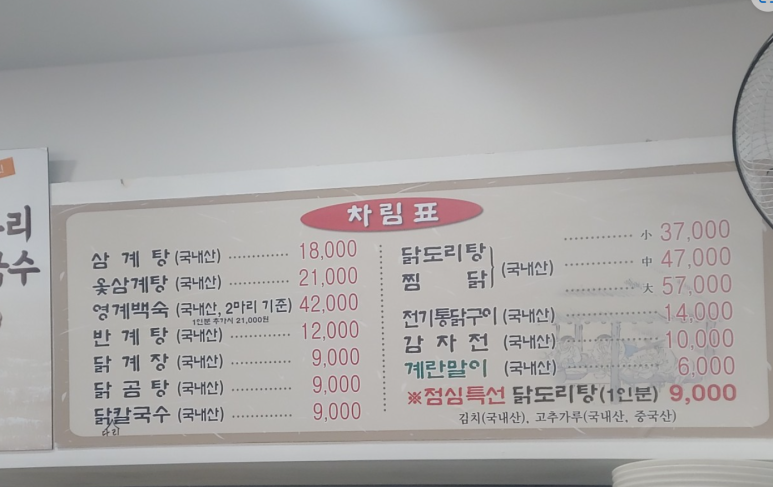 리
국수
차림표
삼계탕 (국내산) ············ 18,000
옻삼계탕 (국내산) ············ 21,000
영계백숙 (국내산, 2마리 기준) 42,000
1인분 추가시 21,000원
반계탕 (국내산) ············ 12,000
닭계장 (국내산) ············ 9,000
닭곰탕 (국내산) ············ 9,000
닭칼국수 (국내산) ············ 9,000
닭도리탕
찜닭
(국내산)
············ 小 37,000
············ 中 47,000
············ 大 57,000
전기통닭구이 (국내산) ············ 14,000
감자전 (국내산) ············ 10,000
계란말이 (국내산) ············ 6,000
※점심특선 닭도리탕(1인분) 9,000
김치(국내산), 고추가루(국내산, 중국산)